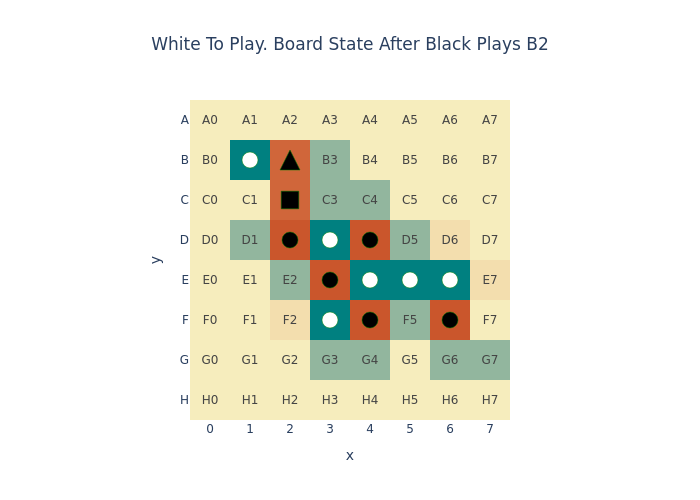 White To Play. Board State After Black Plays B2
A A0 A1 A2 A3 A4 A5 A6 A7
B B0 B3 B4 B5 B6 B7
C C0 C1 C3 C4 C5 C6 C7
D D0 D1 D5 D6 D7
y
E E0 E1 E2 E7
F F0 F1 F2 F5 F7
G G0 G1 G2 G3 G4 G5 G6 G7
H H0 H1 H2 H3 H4 H5 H6 H7
0 1 2 3 4 5 6 7
x